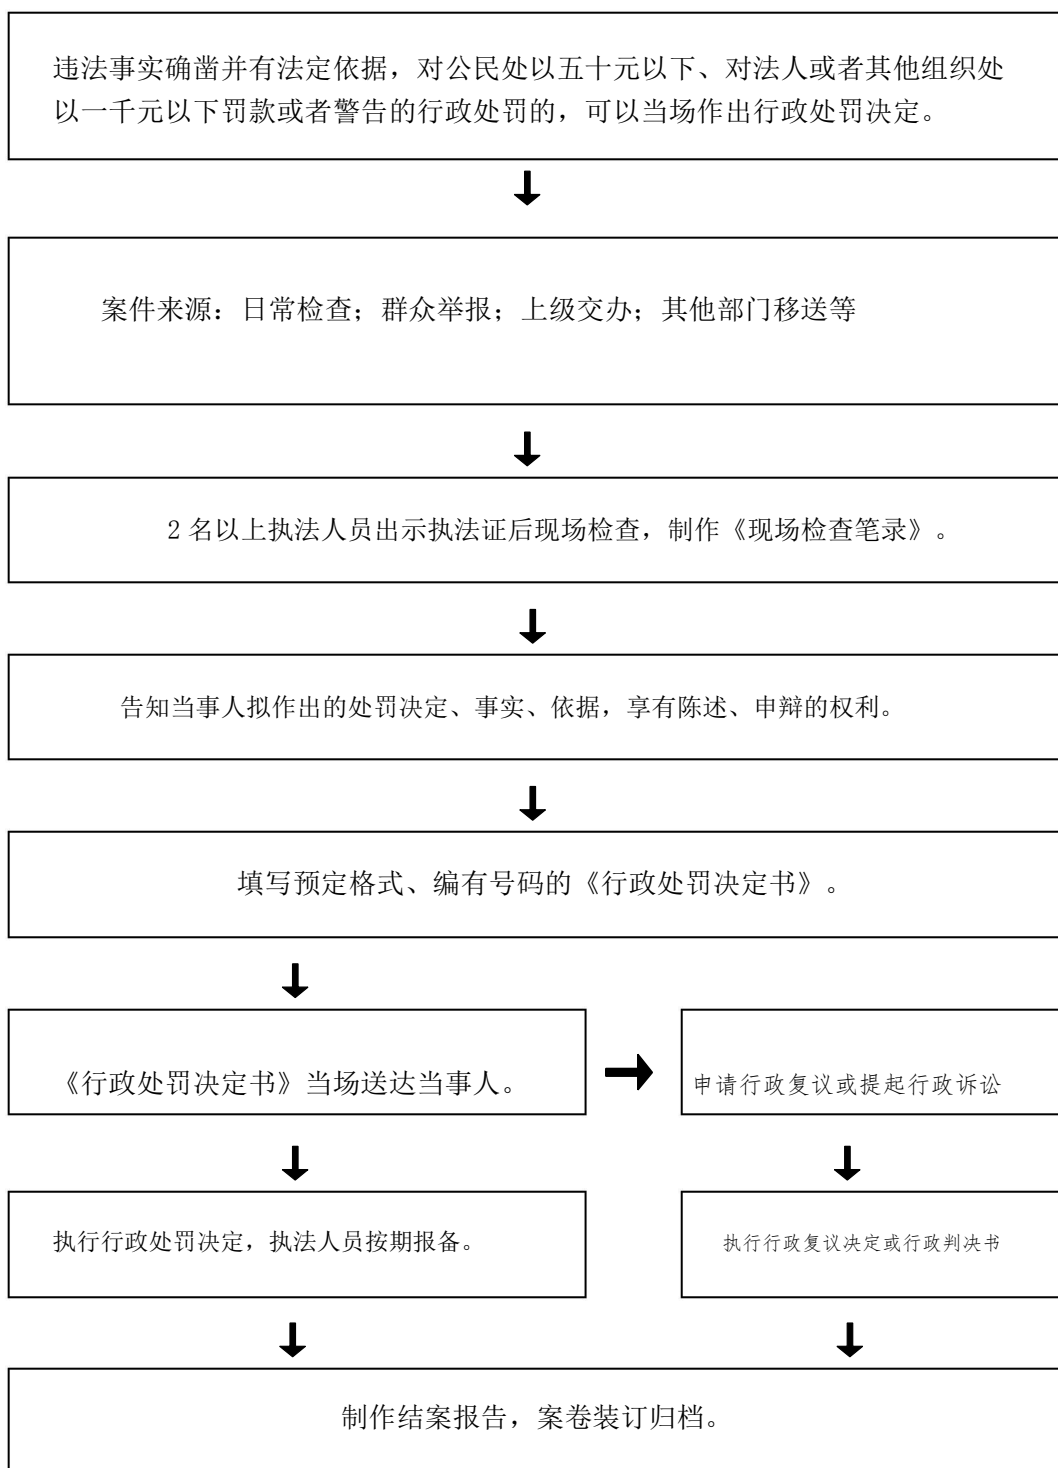 违法事实确凿并有法定依据，对公民处以五十元以下、对法人或者其他组织处
以一千元以下罚款或者警告的行政处罚的，可以当场作出行政处罚决定。
案件来源：日常检查；群众举报；上级交办；其他部门移送等
2 名以上执法人员出示执法证后现场检查，制作《现场检查笔录》。
告知当事人拟作出的处罚决定、事实、依据，享有陈述、申辩的权利。
填写预定格式、编有号码的《行政处罚决定书》。
《行政处罚决定书》当场送达当事人。
申请行政复议或提起行政诉讼
执行行政处罚决定，执法人员按期报备。
执行行政复议决定或行政判决书
制作结案报告，案卷装订归档。